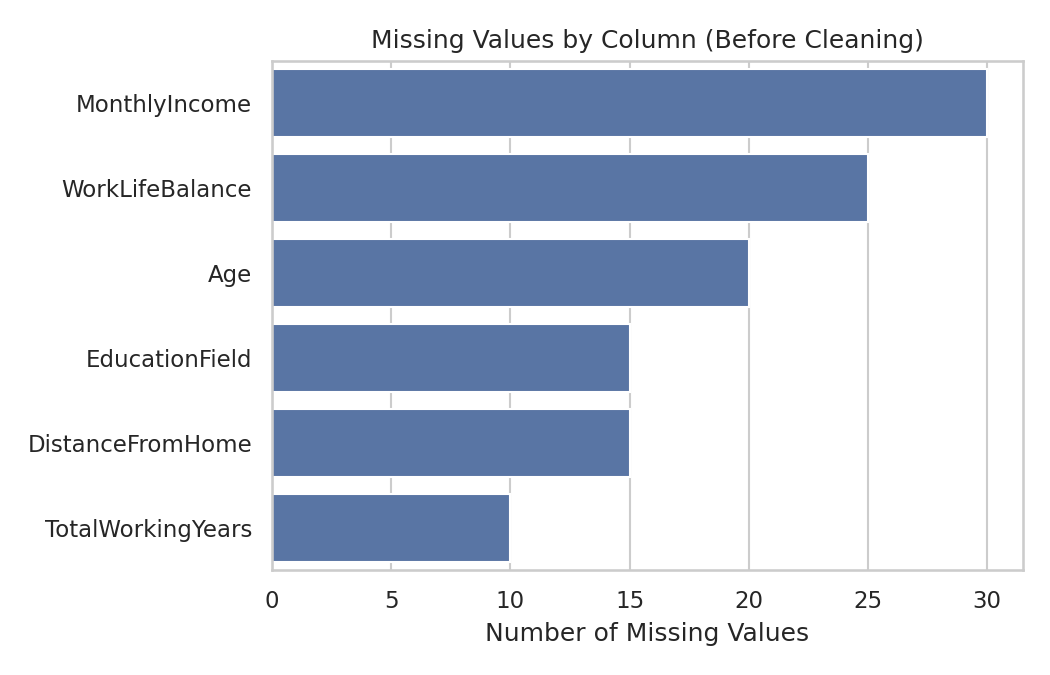 Missing Values by Column (Before Cleaning)
MonthlyIncome
WorkLifeBalance
Age
EducationField
DistanceFromHome
TotalWorkingYears
0 5 10 15 20 25 30
Number of Missing Values